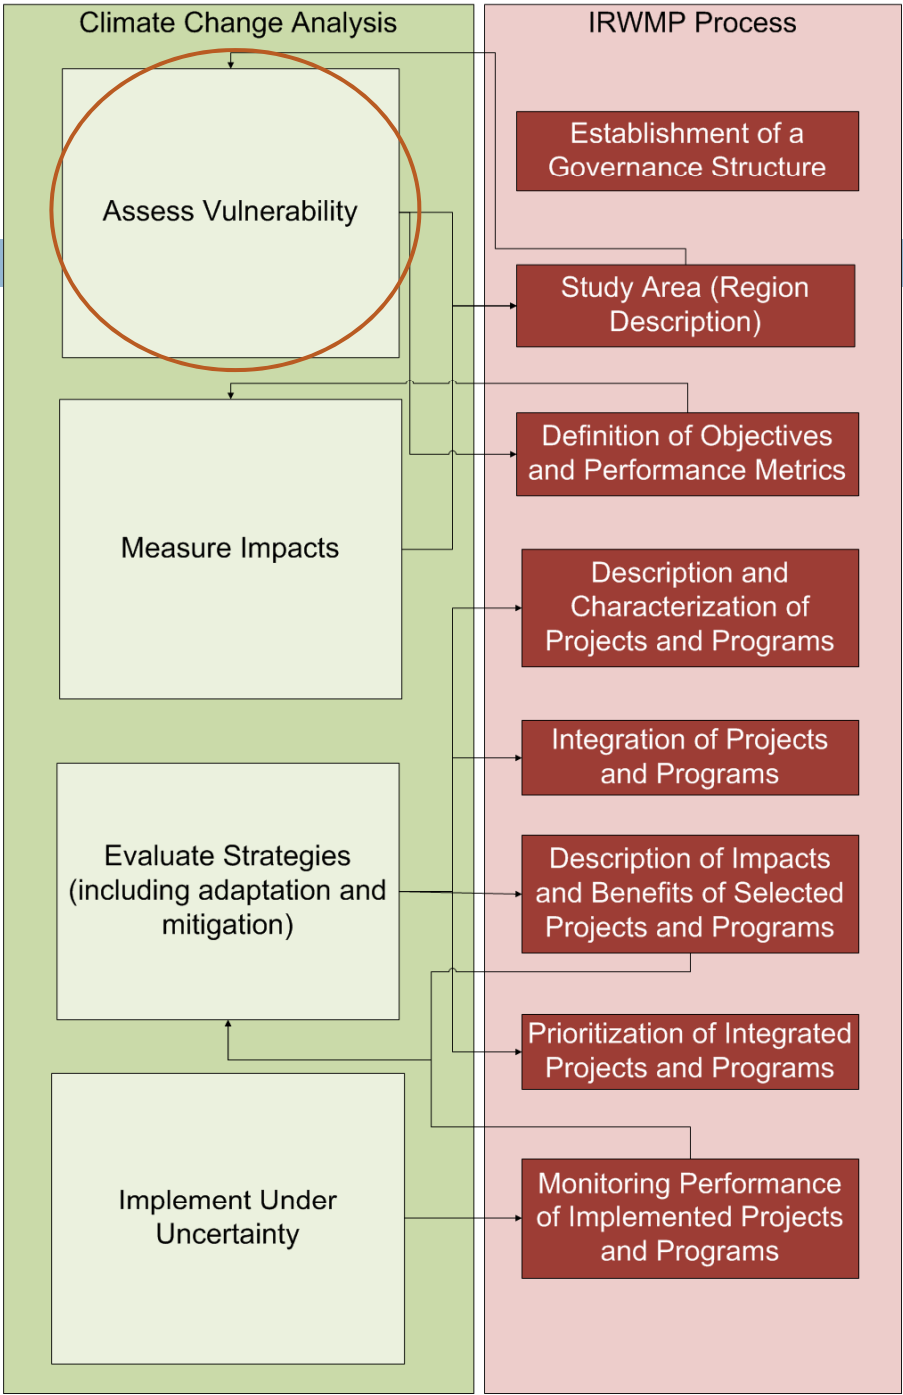 Climate Change Analysis
Assess Vulnerability
Measure Impacts
Evaluate Strategies
(including adaptation and
mitigation)
Implement Under
Uncertainty
IRWMP Process
Establishment of a
Governance Structure
Study Area (Region
Description)
Definition of Objectives
and Performance Metrics
Description and
Characterization of
Projects and Programs
Integration of Projects
and Programs
Description of Impacts
and Benefits of Selected
Projects and Programs
Prioritization of Integrated
Projects and Programs
Monitoring Performance
of Implemented Projects
and Programs